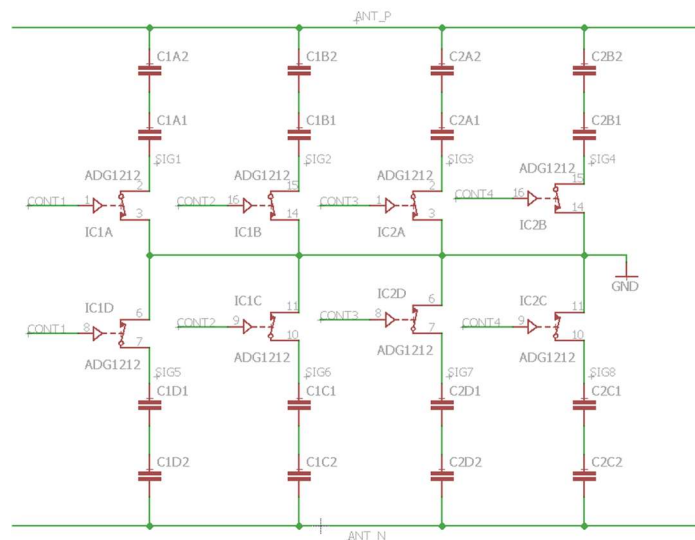 ANT_P
C1A2 C1B2 C2A2 C2B2
C1A1 C1B1 C2A1 C2B1
SIG1 SIG2 SIG3 SIG4
ADG1212 ADG1212 ADG1212 ADG1212
2 15 2 15
CONT1 1 CONT2 16 CONT3 1 CONT4 16
3 14 3 14
IC1A IC1B IC2A IC2B
GND
IC1D IC1C IC2D IC2C
6 11 6 11
CONT1 8 CONT2 9 CONT3 8 CONT4 9
7 10 7 10
ADG1212 ADG1212 ADG1212 ADG1212
SIG5 SIG6 SIG7 SIG8
C1D1 C1C1 C2D1 C2C1
C1D2 C1C2 C2D2 C2C2
ANT_N